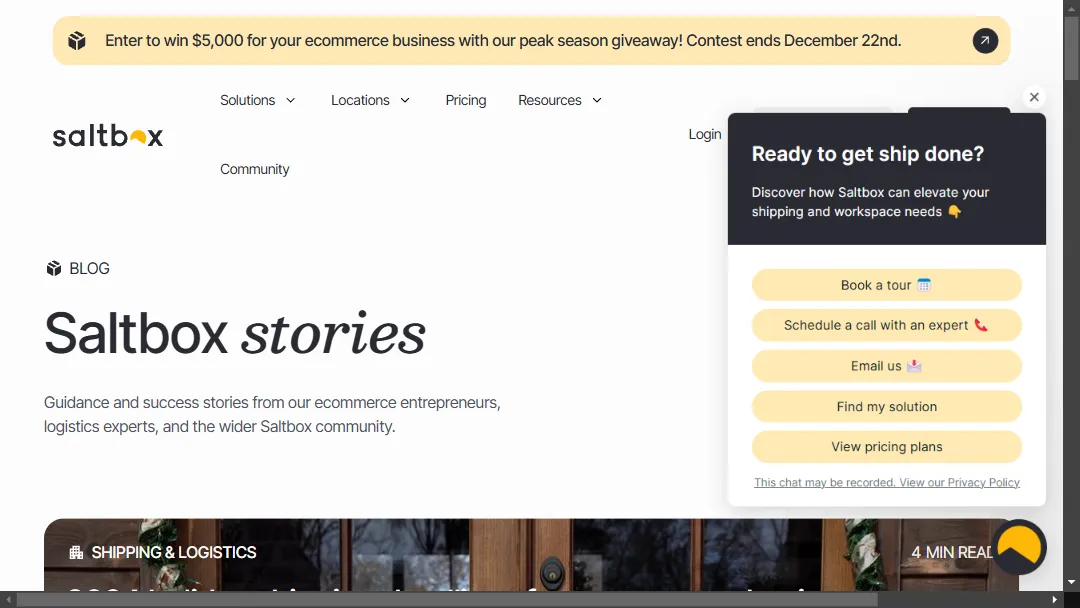 Enter to win $5,000 for your ecommerce business with our peak season giveaway! Contest ends December 22nd.
Solutions
Locations
Pricing
Resources
saltbox
Login
Community
Ready to get ship done?
Discover how Saltbox can elevate your
shipping and workspace needs 👇
BLOG
Saltbox stories
Guidance and success stories from our ecommerce entrepreneurs,
logistics experts, and the wider Saltbox community.
Book a tour 🗓️
Schedule a call with an expert 📞
Email us 📩
Find my solution
View pricing plans
This chat may be recorded. View our Privacy Policy
SHIPPING & LOGISTICS
4 MIN READ